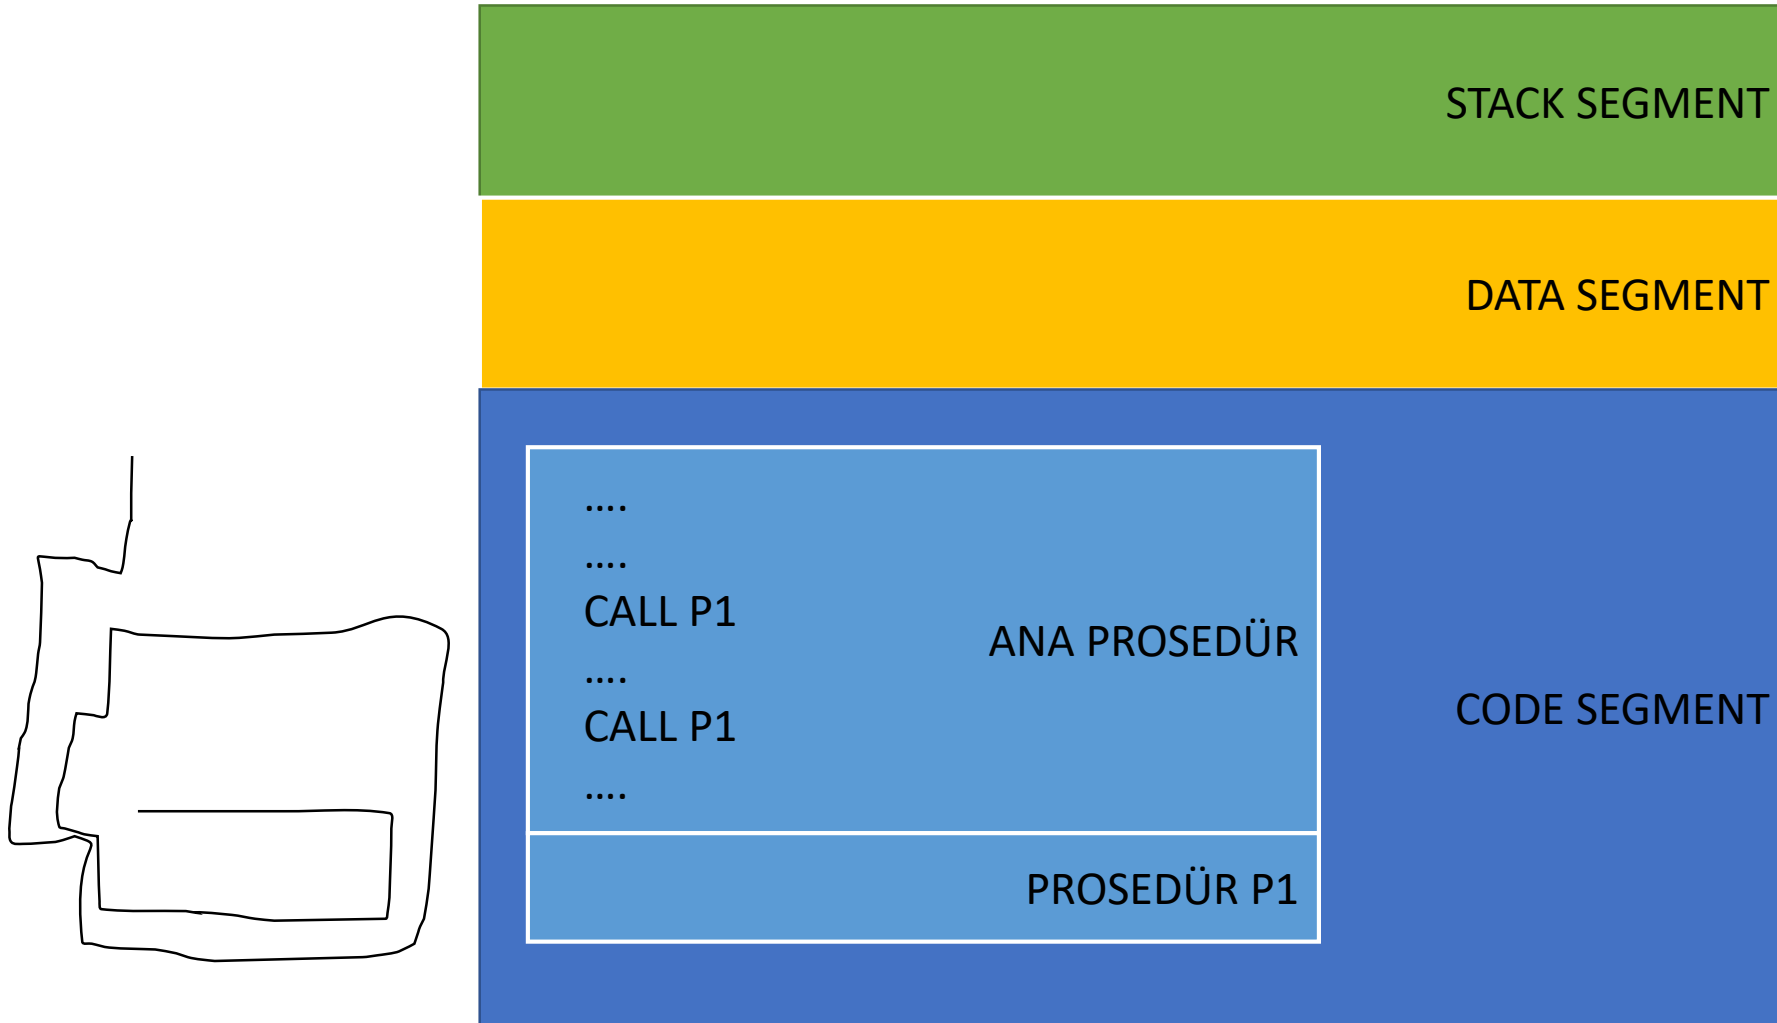 STACK SEGMENT
DATA SEGMENT
....
....
CALL P1
ANA PROSEDÜR
....
CALL P1
CODE SEGMENT
....
PROSEDÜR P1